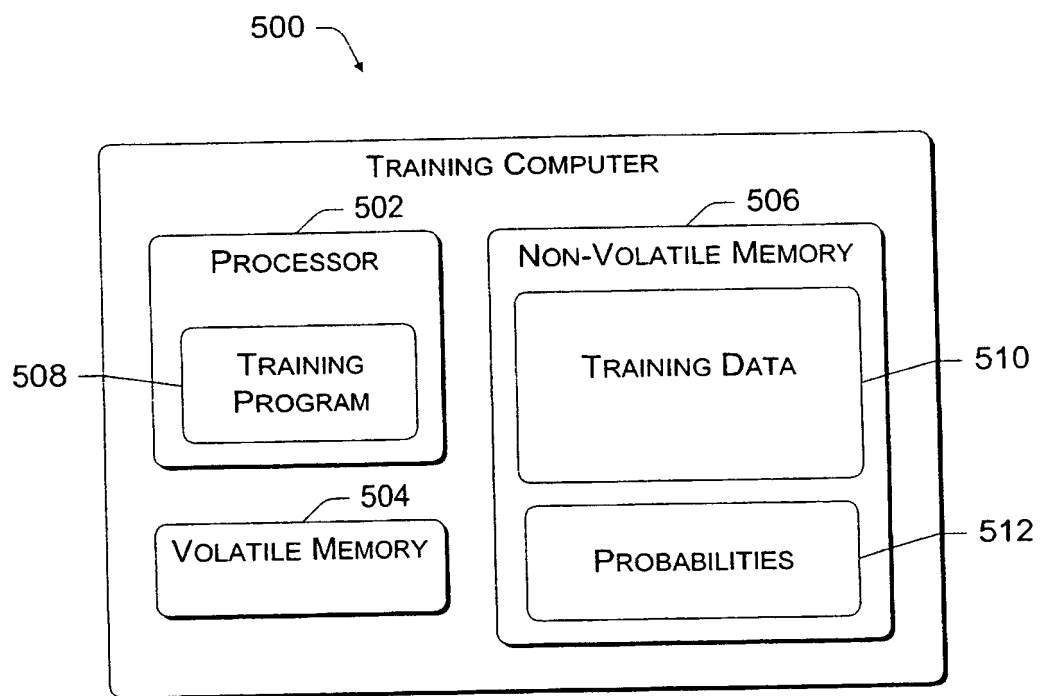 500
TRAINING COMPUTER
502
PROCESSOR
508
TRAINING
PROGRAM
504
VOLATILE MEMORY
506
NON-VOLATILE MEMORY
TRAINING DATA
510
PROBABILITIES
512